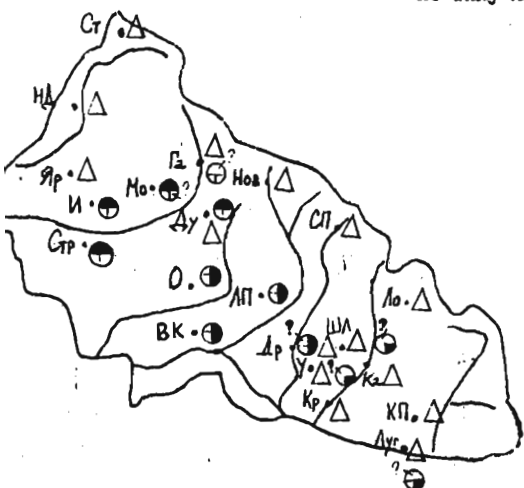 Ст
НД
Яр
Гз
?
Мо
?
Нов
И
Ду
СП
Стр
О
ЛП
Ло
ВК
?
ШЛ
?
Др
У
?
Кз
Кр
КП
Луг
?